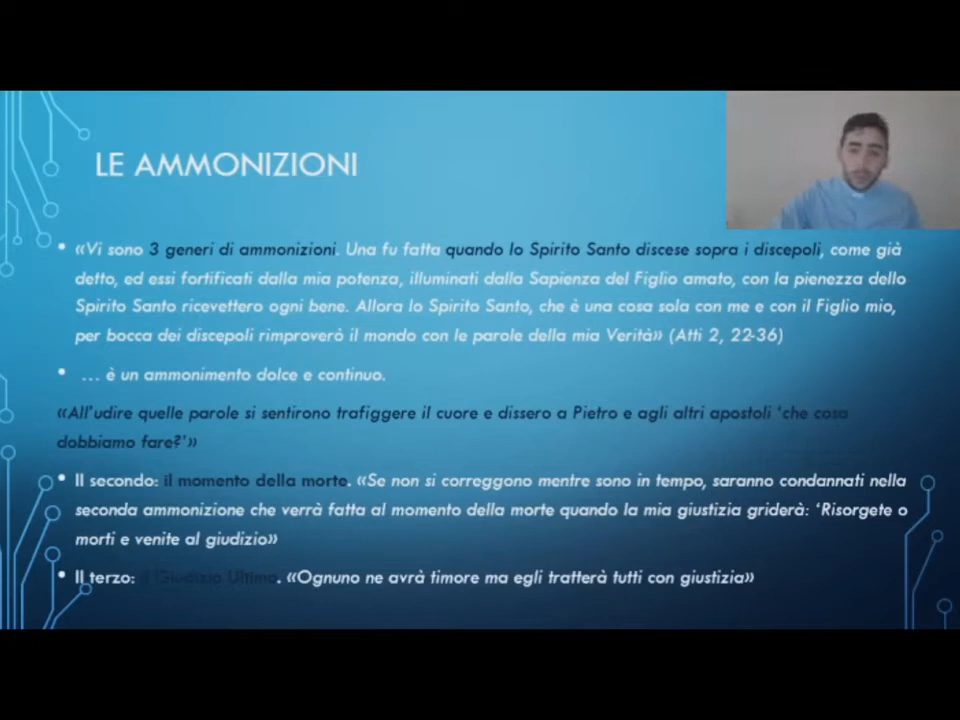 LE AMMONIZIONI
• «Vi sono 3 generi di ammonizioni. Una fu fatta quando lo Spirito Santo discese sopra i discepoli, come già
detto, ed essi fortificati dalla mia potenza, illuminati dalla Sapienza del Figlio amato, con la pienezza dello
Spirito Santo ricevettero ogni bene. Allora lo Spirito Santo, che è una cosa sola con me e con il Figlio mio,
per bocca dei discepoli rimproverò il mondo con le parole della mia Verità» (Atti 2, 22-36)
• … è un ammonimento dolce e continuo.
«All'udire quelle parole si sentirono trafiggere il cuore e dissero a Pietro e agli altri apostoli 'che cosa
dobbiamo fare?'»
• Il secondo: il momento della morte. «Se non si correggono mentre sono in tempo, saranno condannati nella
seconda ammonizione che verrà fatta al momento della morte quando la mia giustizia griderà: 'Risorgete o
morti e venite al giudizio»
• Il terzo: il Giudizio Ultimo. «Ognuno ne avrà timore ma egli tratterà tutti con giustizia»